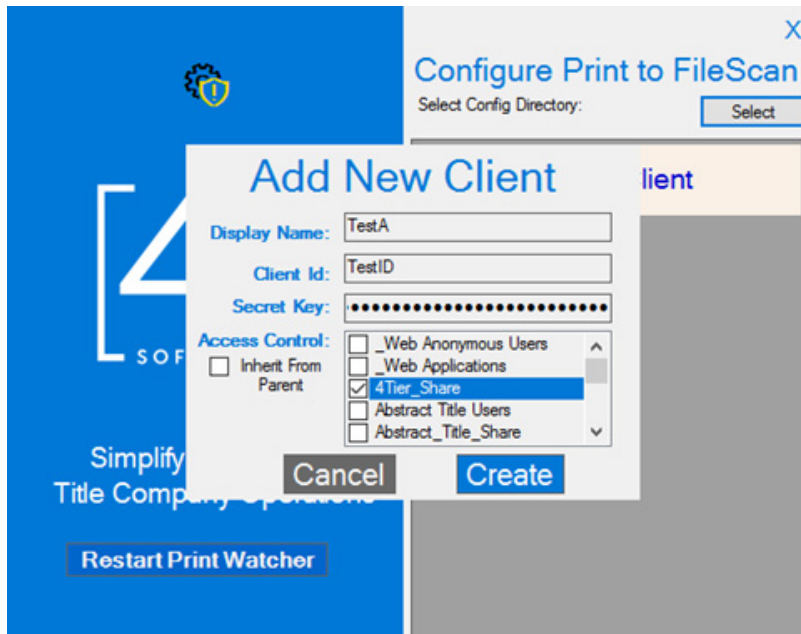 X
Configure Print to FileScan
Select Config Directory:
Select
lient
Add New Client
Display Name:
TestA
Client Id:
TestID
Secret Key:
Access Control:
Inherit From
Parent
_Web Anonymous Users
_Web Applications
4Tier_Share
Abstract Title Users
Abstract_Title_Share
Cancel
Create
4
SOF
Simplify
Title Company Operations
Restart Print Watcher